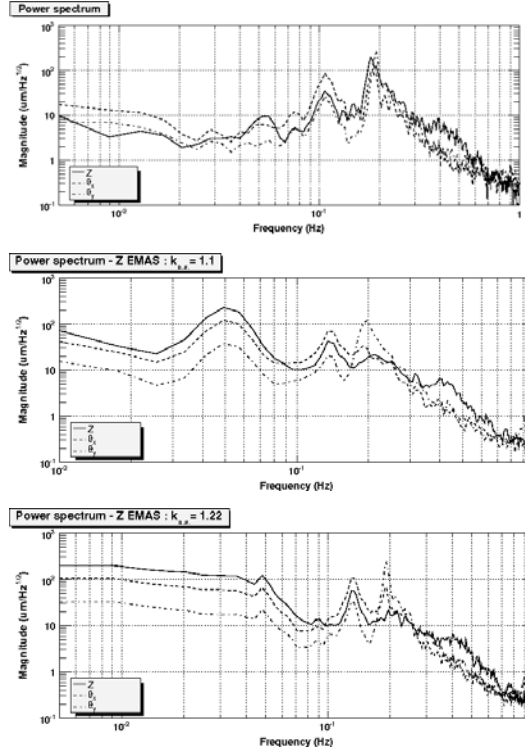 Power spectrum
Magnitude (um/Hz^1/2)
10^3
10^2
10
1
10^-1
Z
θx
θy
10^-2
10^-1
1
Frequency (Hz)
Power spectrum - Z EMAS : k_e.s. = 1.1
Magnitude (um/Hz^1/2)
10^3
10^2
10
1
10^-1
Z
θx
θy
10^-2
10^-1
Frequency (Hz)
Power spectrum - Z EMAS : k_e.s. = 1.22
Magnitude (um/Hz^1/2)
10^3
10^2
10
1
10^-1
Z
θx
θy
10^-2
10^-1
Frequency (Hz)